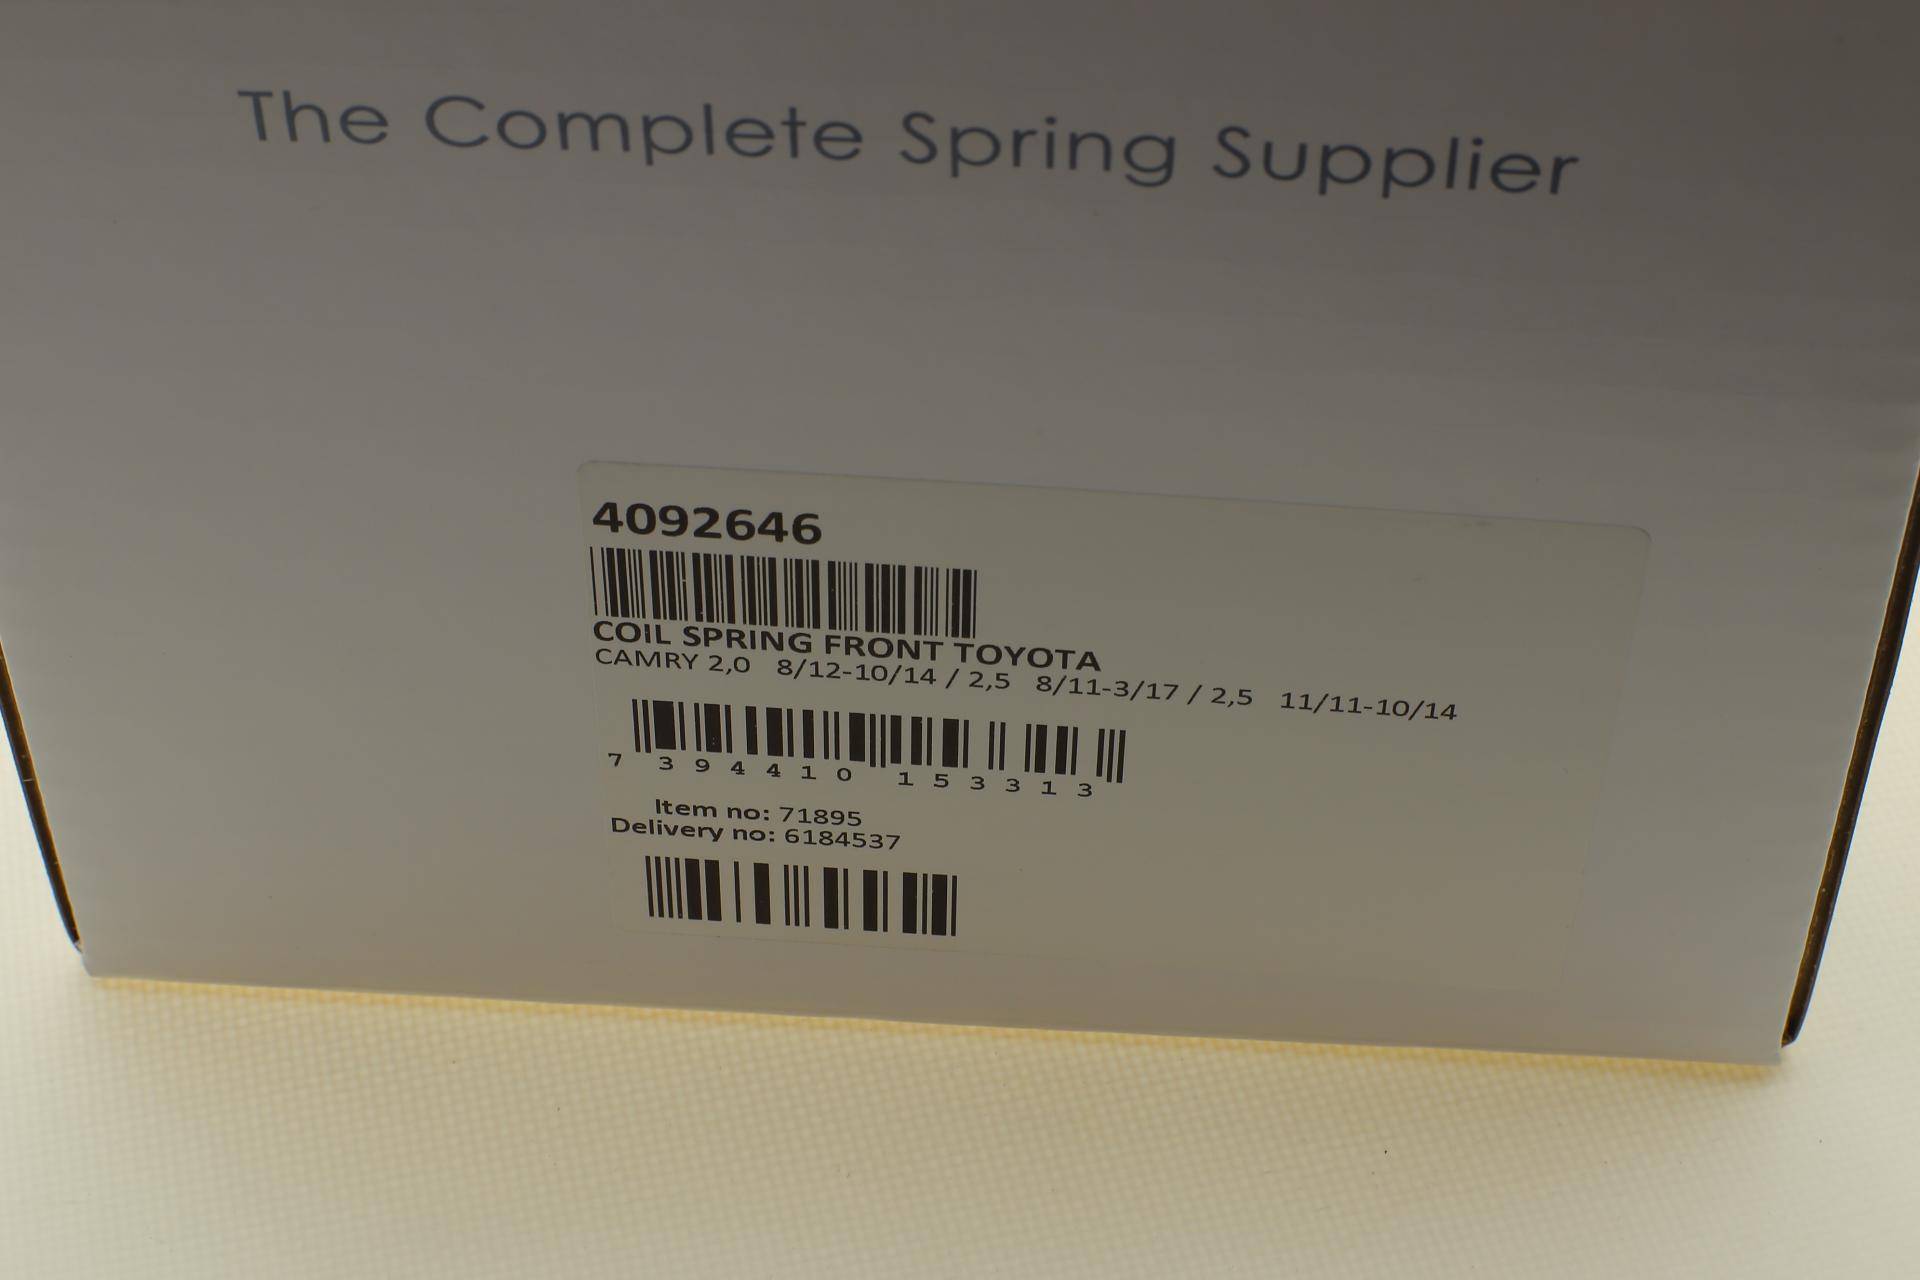 The Complete Spring Supplier
4092646
COIL SPRING FRONT TOYOTA
CAMRY 2,0 8/12-10/14 / 2,5 8/11-3/17 / 2,5 11/11-10/14
7 394410 153313
Item no: 71895
Delivery no: 6184537